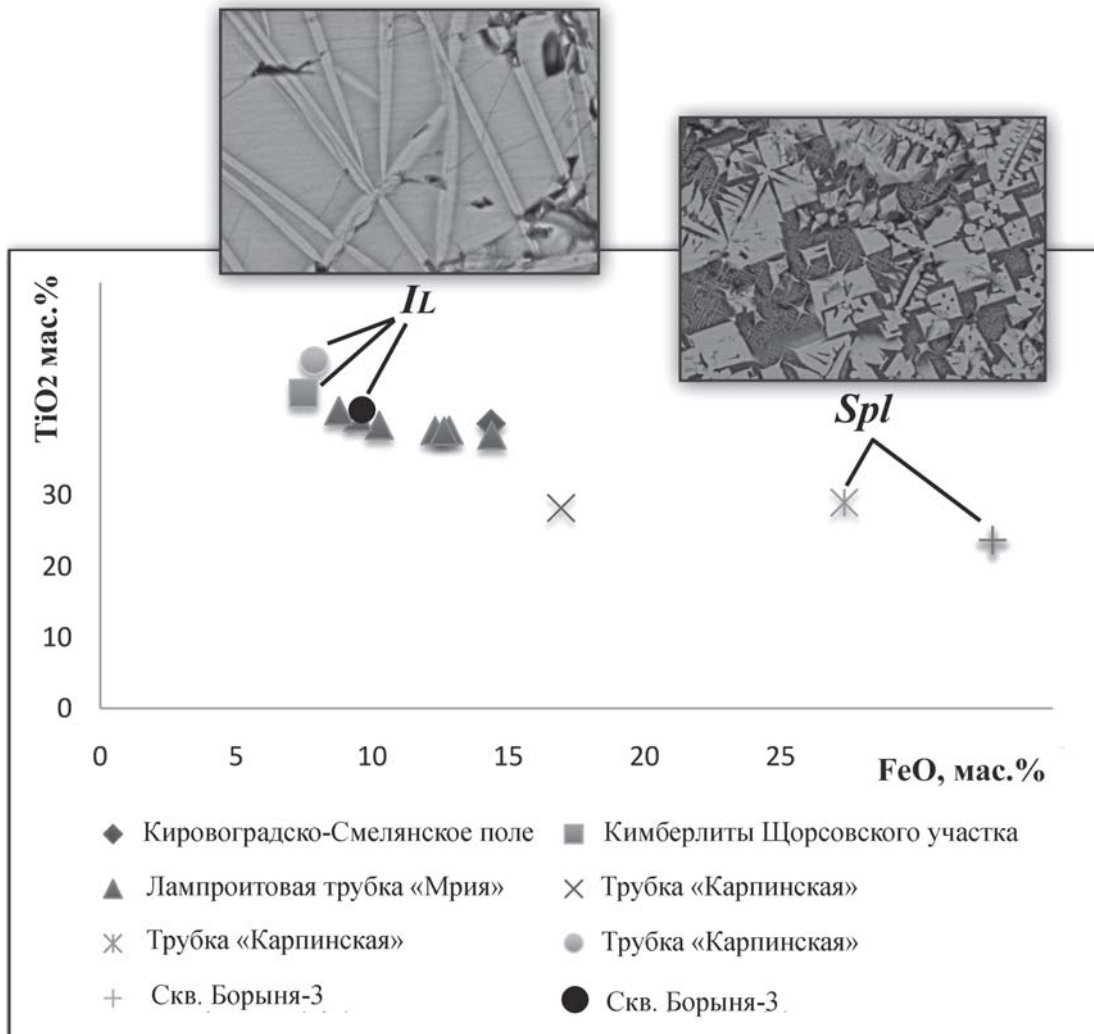 IL
TiO2 мас.%
Spl
30
20
10
0
0 5 10 15 20 25
FeO, мас.%
Кировоградско-Смелянское поле
Кимберлиты Щорсовского участка
Лампроитовая трубка «Мрия»
Трубка «Карпинская»
Трубка «Карпинская»
Трубка «Карпинская»
Скв. Борыня-3
Скв. Борыня-3